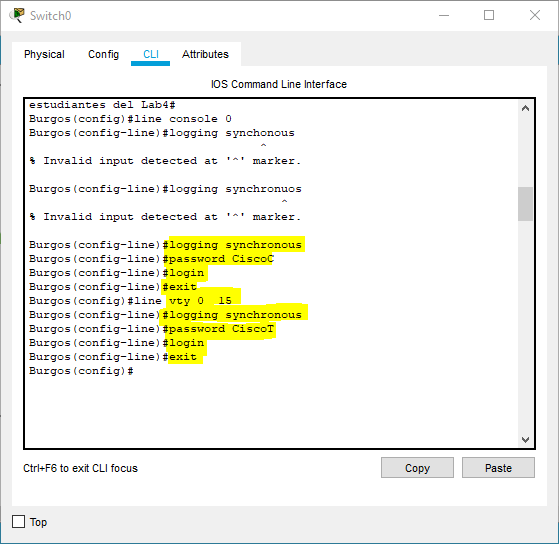 Switch0
Physical Config CLI Attributes
IOS Command Line Interface
estudiantes del Lab4#
Burgos(config)#line console 0
Burgos(config-line)#logging synchonous
^
% Invalid input detected at '^' marker.
Burgos(config-line)#logging synchronuos
^
% Invalid input detected at '^' marker.
Burgos(config-line)#logging synchronous
Burgos(config-line)#password CiscoC
Burgos(config-line)#login
Burgos(config-line)#exit
Burgos(config)#line vty 0 15
Burgos(config-line)#logging synchronous
Burgos(config-line)#password CiscoT
Burgos(config-line)#login
Burgos(config-line)#exit
Burgos(config)#
Ctrl+F6 to exit CLI focus
Copy Paste
Top